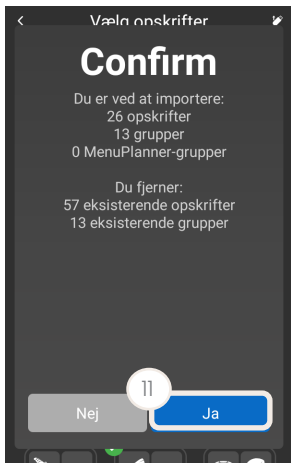 Vælg opskrifter
Confirm
Du er ved at importere:
26 opskrifter
13 grupper
0 MenuPlanner-grupper
Du fjerner:
57 eksisterende opskrifter
13 eksisterende grupper
11
Nej
Ja